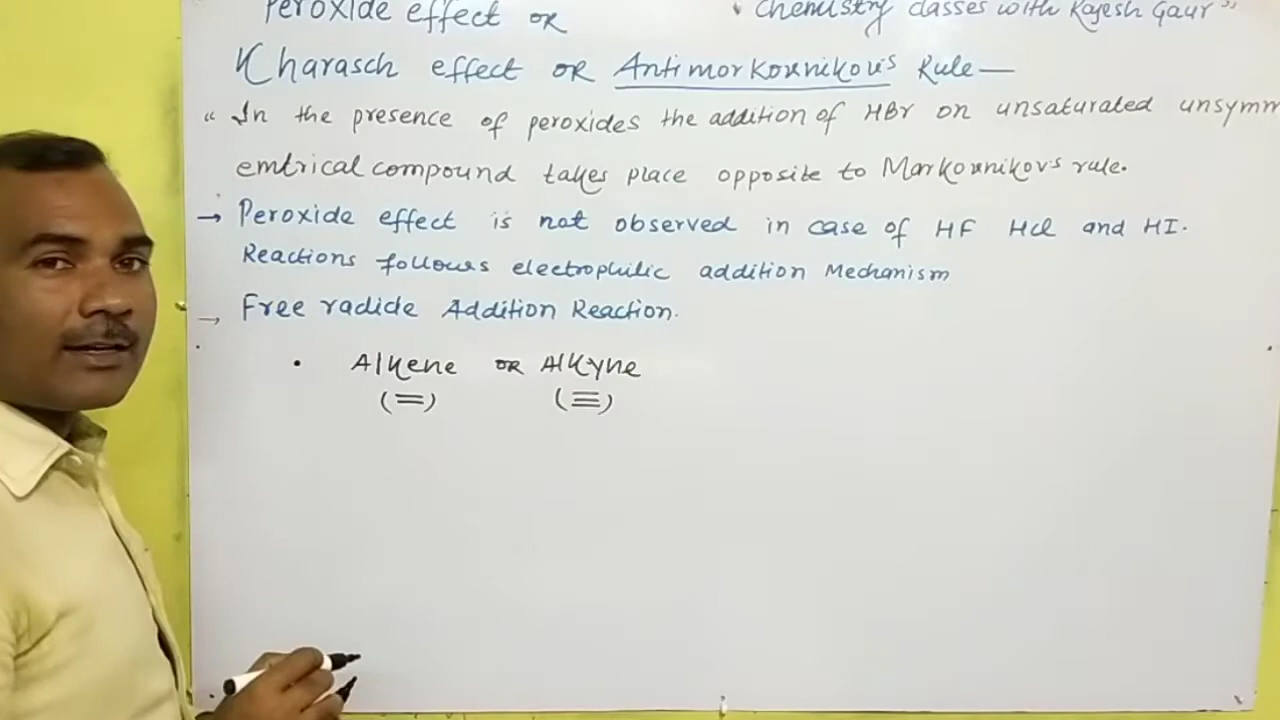 Peroxide effect OR
" Chemistry classes with Rajesh Gaur "
Kharasch effect OR Antimorkovnikov's Rule —
" In the presence of peroxides the addition of HBr on unsaturated unsymm
emtrical compound takes place opposite to Markovnikov's rule.
→ Peroxide effect is not observed in case of HF HCl and HI.
Reactions follows electrophilic addition Mechanism
→ Free radicle Addition Reaction.
• Alkene OR Alkyne
(=) (≡)